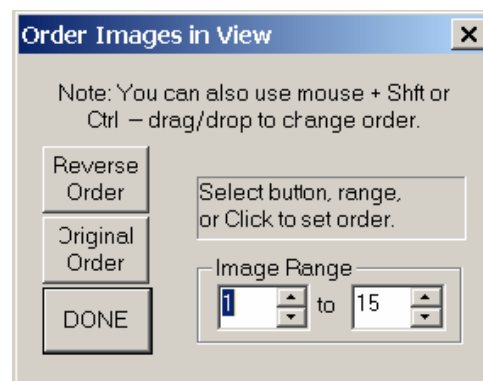 Order Images in View
Note: You can also use mouse + Shft or
Ctrl – drag/drop to change order.
Reverse
Order
Original
Order
DONE
Select button, range,
or Click to set order.
Image Range
1 to 15